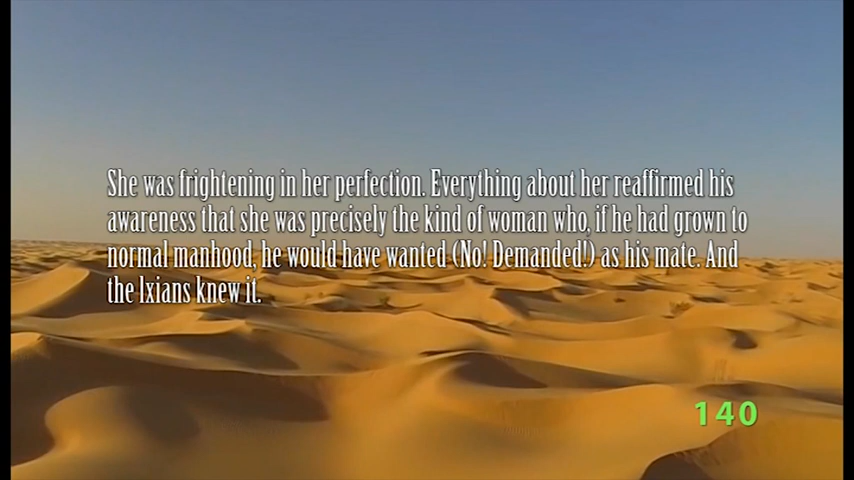 She was frightening in her perfection. Everything about her reaffirmed his
awareness that she was precisely the kind of woman who, if he had grown to
normal manhood, he would have wanted (No! Demanded!) as his mate. And
the Ixians knew it.
140